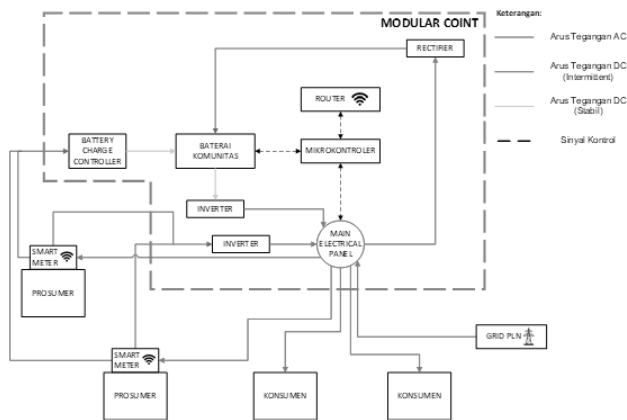 MODULAR COINT
Keterangan:
Arus Tegangan AC
Arus Tegangan DC
(Intermittent)
Arus Tegangan DC
(Stabil)
Sinyal Kontrol
RECTIFIER
ROUTER
BATTERY
CHARGE
CONTROLLER
BATERAI
KOMUNITAS
MIKROKONTROLER
INVERTER
INVERTER
MAIN
ELECTRICAL
PANEL
SMART
METER
PROSUMER
GRID PLN
SMART
METER
PROSUMER
KONSUMEN
KONSUMEN